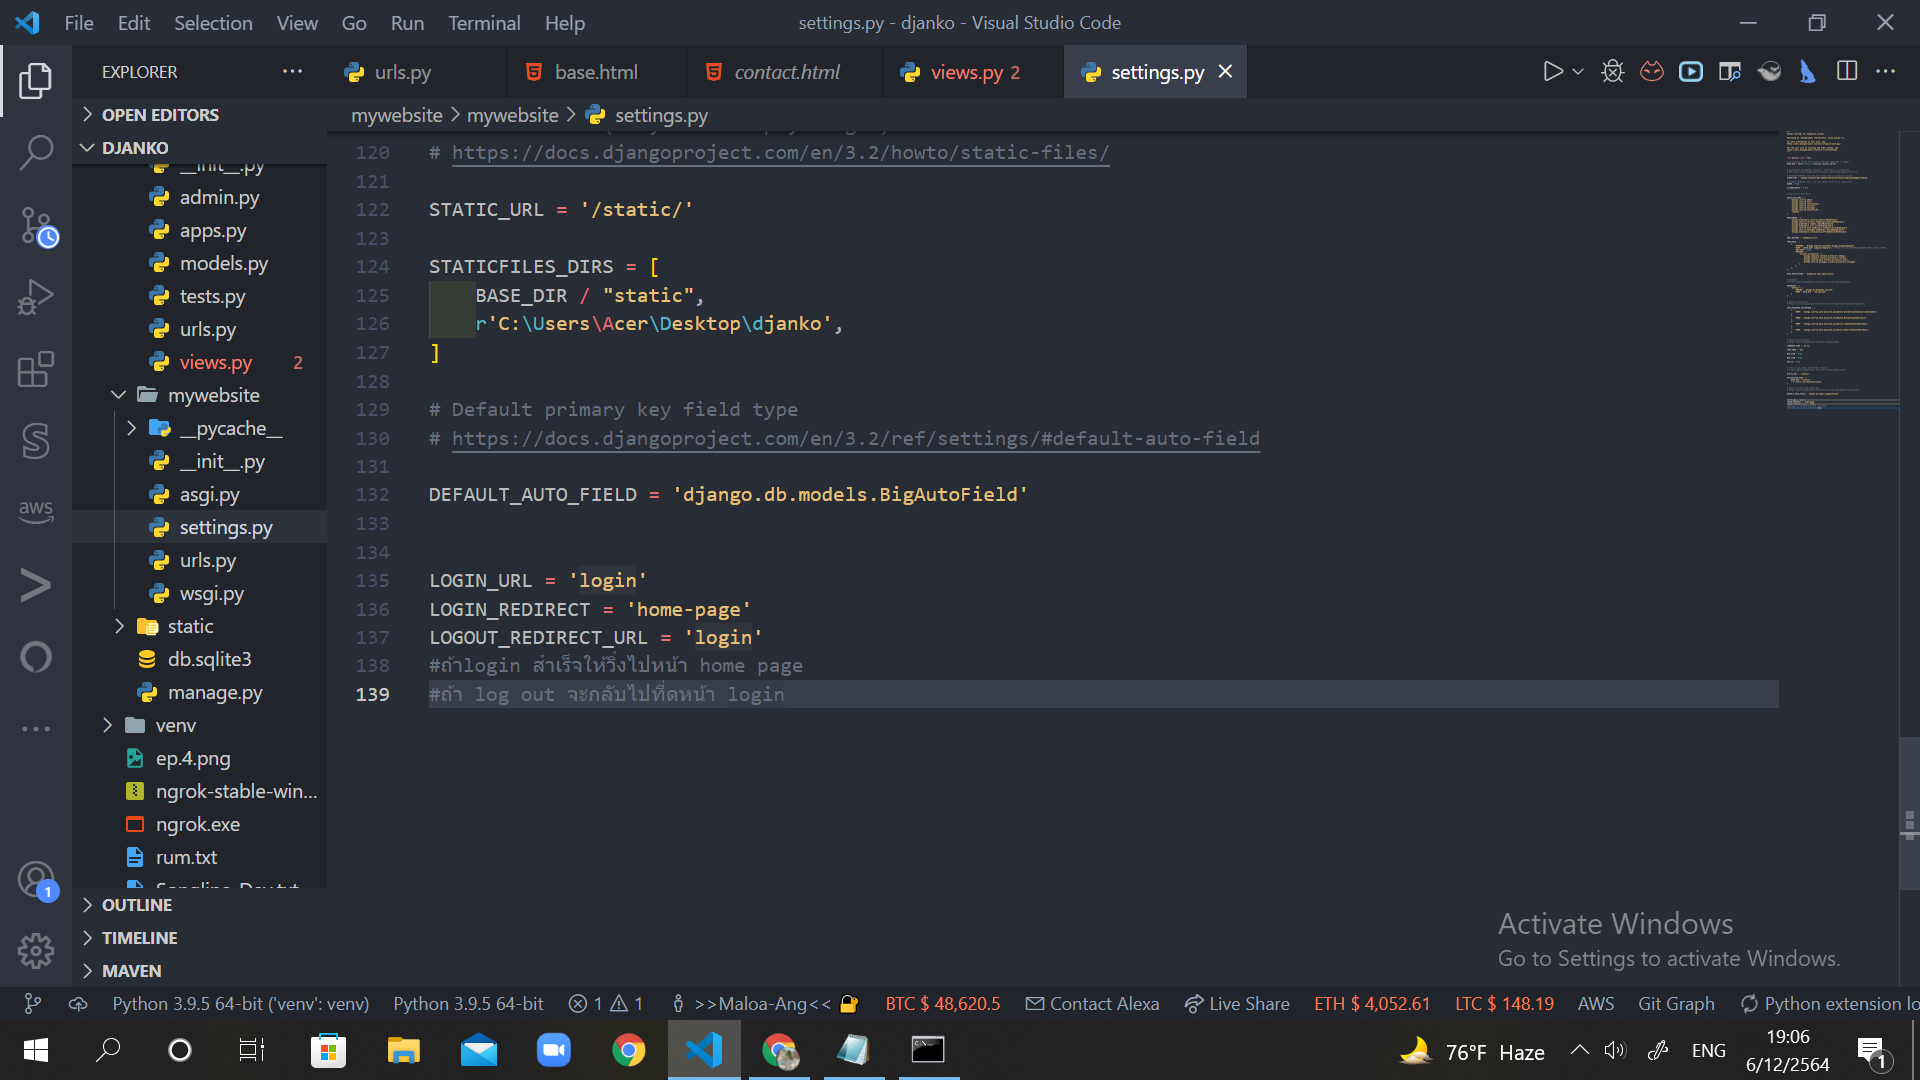 File Edit Selection View Go Run Terminal Help
settings.py - djanko - Visual Studio Code
EXPLORER
urls.py
base.html
contact.html
views.py 2
settings.py
OPEN EDITORS
mywebsite > mywebsite > settings.py
DJANKO
__init__.py
admin.py
apps.py
models.py
tests.py
urls.py
views.py 2
mywebsite
__pycache__
__init__.py
asgi.py
settings.py
urls.py
wsgi.py
static
db.sqlite3
manage.py
venv
ep.4.png
ngrok-stable-win...
ngrok.exe
rum.txt
OUTLINE
TIMELINE
MAVEN
aws
1
120 # https://docs.djangoproject.com/en/3.2/howto/static-files/
121
122 STATIC_URL = '/static/'
123
124 STATICFILES_DIRS = [
125     BASE_DIR / "static",
126     r'C:\Users\Acer\Desktop\djanko',
127 ]
128
129 # Default primary key field type
130 # https://docs.djangoproject.com/en/3.2/ref/settings/#default-auto-field
131
132 DEFAULT_AUTO_FIELD = 'django.db.models.BigAutoField'
133
134
135 LOGIN_URL = 'login'
136 LOGIN_REDIRECT = 'home-page'
137 LOGOUT_REDIRECT_URL = 'login'
138 #ถ้าlogin สำเร็จให้วิ่งไปหน้า home page
139 #ถ้า log out จะกลับไปที่ดหน้า login
Activate Windows
Go to Settings to activate Windows.
Python 3.9.5 64-bit ('venv': venv) Python 3.9.5 64-bit 1 1 >>Maloa-Ang<< BTC $ 48,620.5 Contact Alexa Live Share ETH $ 4,052.61 LTC $ 148.19 AWS Git Graph Python extension lo
76°F Haze ENG 19:06
6/12/2564
1